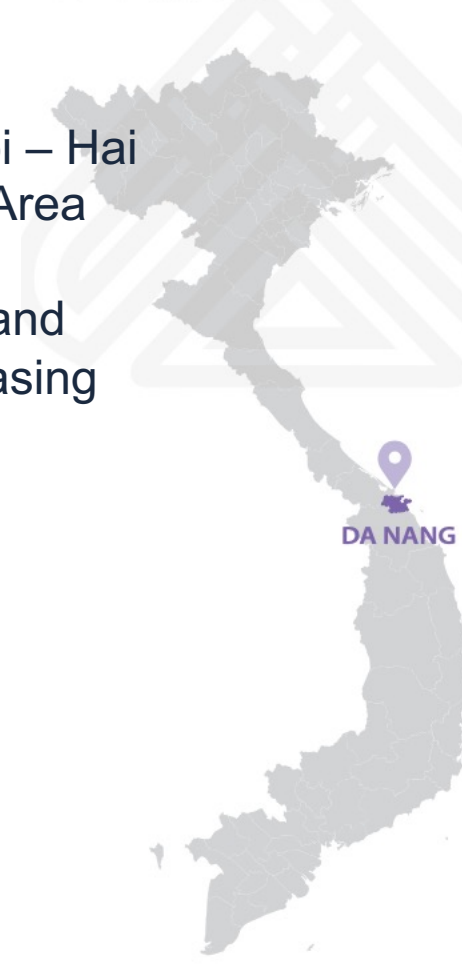 i – Hai
Area
and
asing
DA NANG